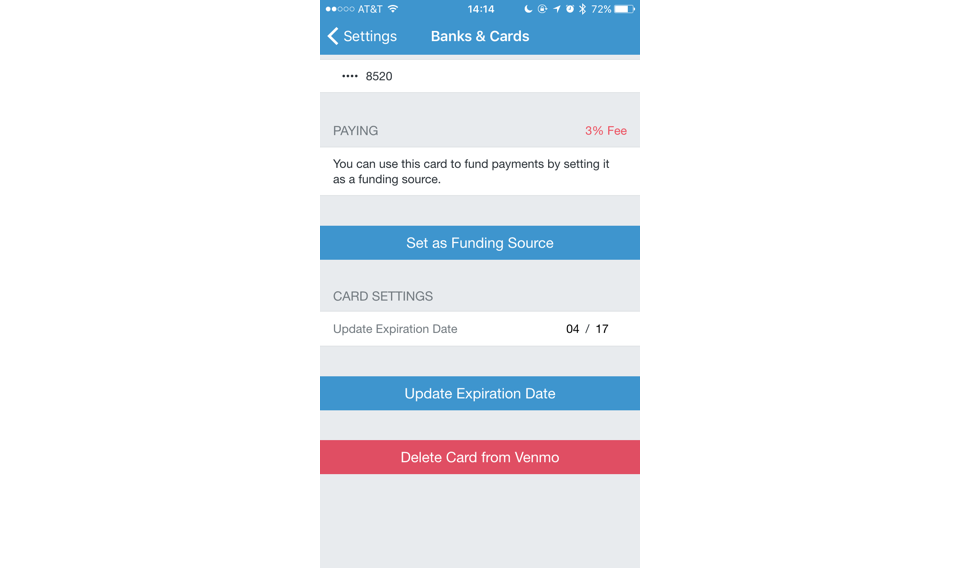 ●●○○○ AT&T 14:14 72%
Settings Banks & Cards
•••• 8520
PAYING 3% Fee
You can use this card to fund payments by setting it
as a funding source.
Set as Funding Source
CARD SETTINGS
Update Expiration Date 04 / 17
Update Expiration Date
Delete Card from Venmo